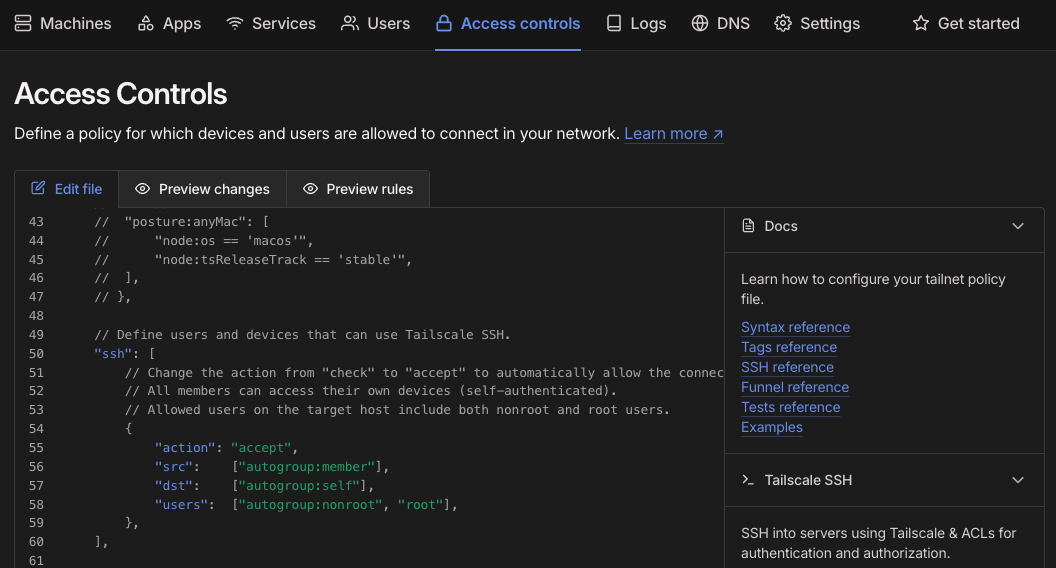 Machines Apps Services Users Access controls Logs DNS Settings Get started
Access Controls
Define a policy for which devices and users are allowed to connect in your network. Learn more ↗
Edit file Preview changes Preview rules
43 //  "posture:anyMac": [
44 //      "node:os == 'macos'",
45 //      "node:tsReleaseTrack == 'stable'",
46 //  ],
47 // },
48
49 // Define users and devices that can use Tailscale SSH.
50 "ssh": [
51     // Change the action from "check" to "accept" to automatically allow the connec
52     // All members can access their own devices (self-authenticated).
53     // Allowed users on the target host include both nonroot and root users.
54     {
55         "action": "accept",
56         "src":    ["autogroup:member"],
57         "dst":    ["autogroup:self"],
58         "users":  ["autogroup:nonroot", "root"],
59     },
60 ],
61
Docs
Learn how to configure your tailnet policy
file.
Syntax reference
Tags reference
SSH reference
Funnel reference
Tests reference
Examples
Tailscale SSH
SSH into servers using Tailscale & ACLs for
authentication and authorization.